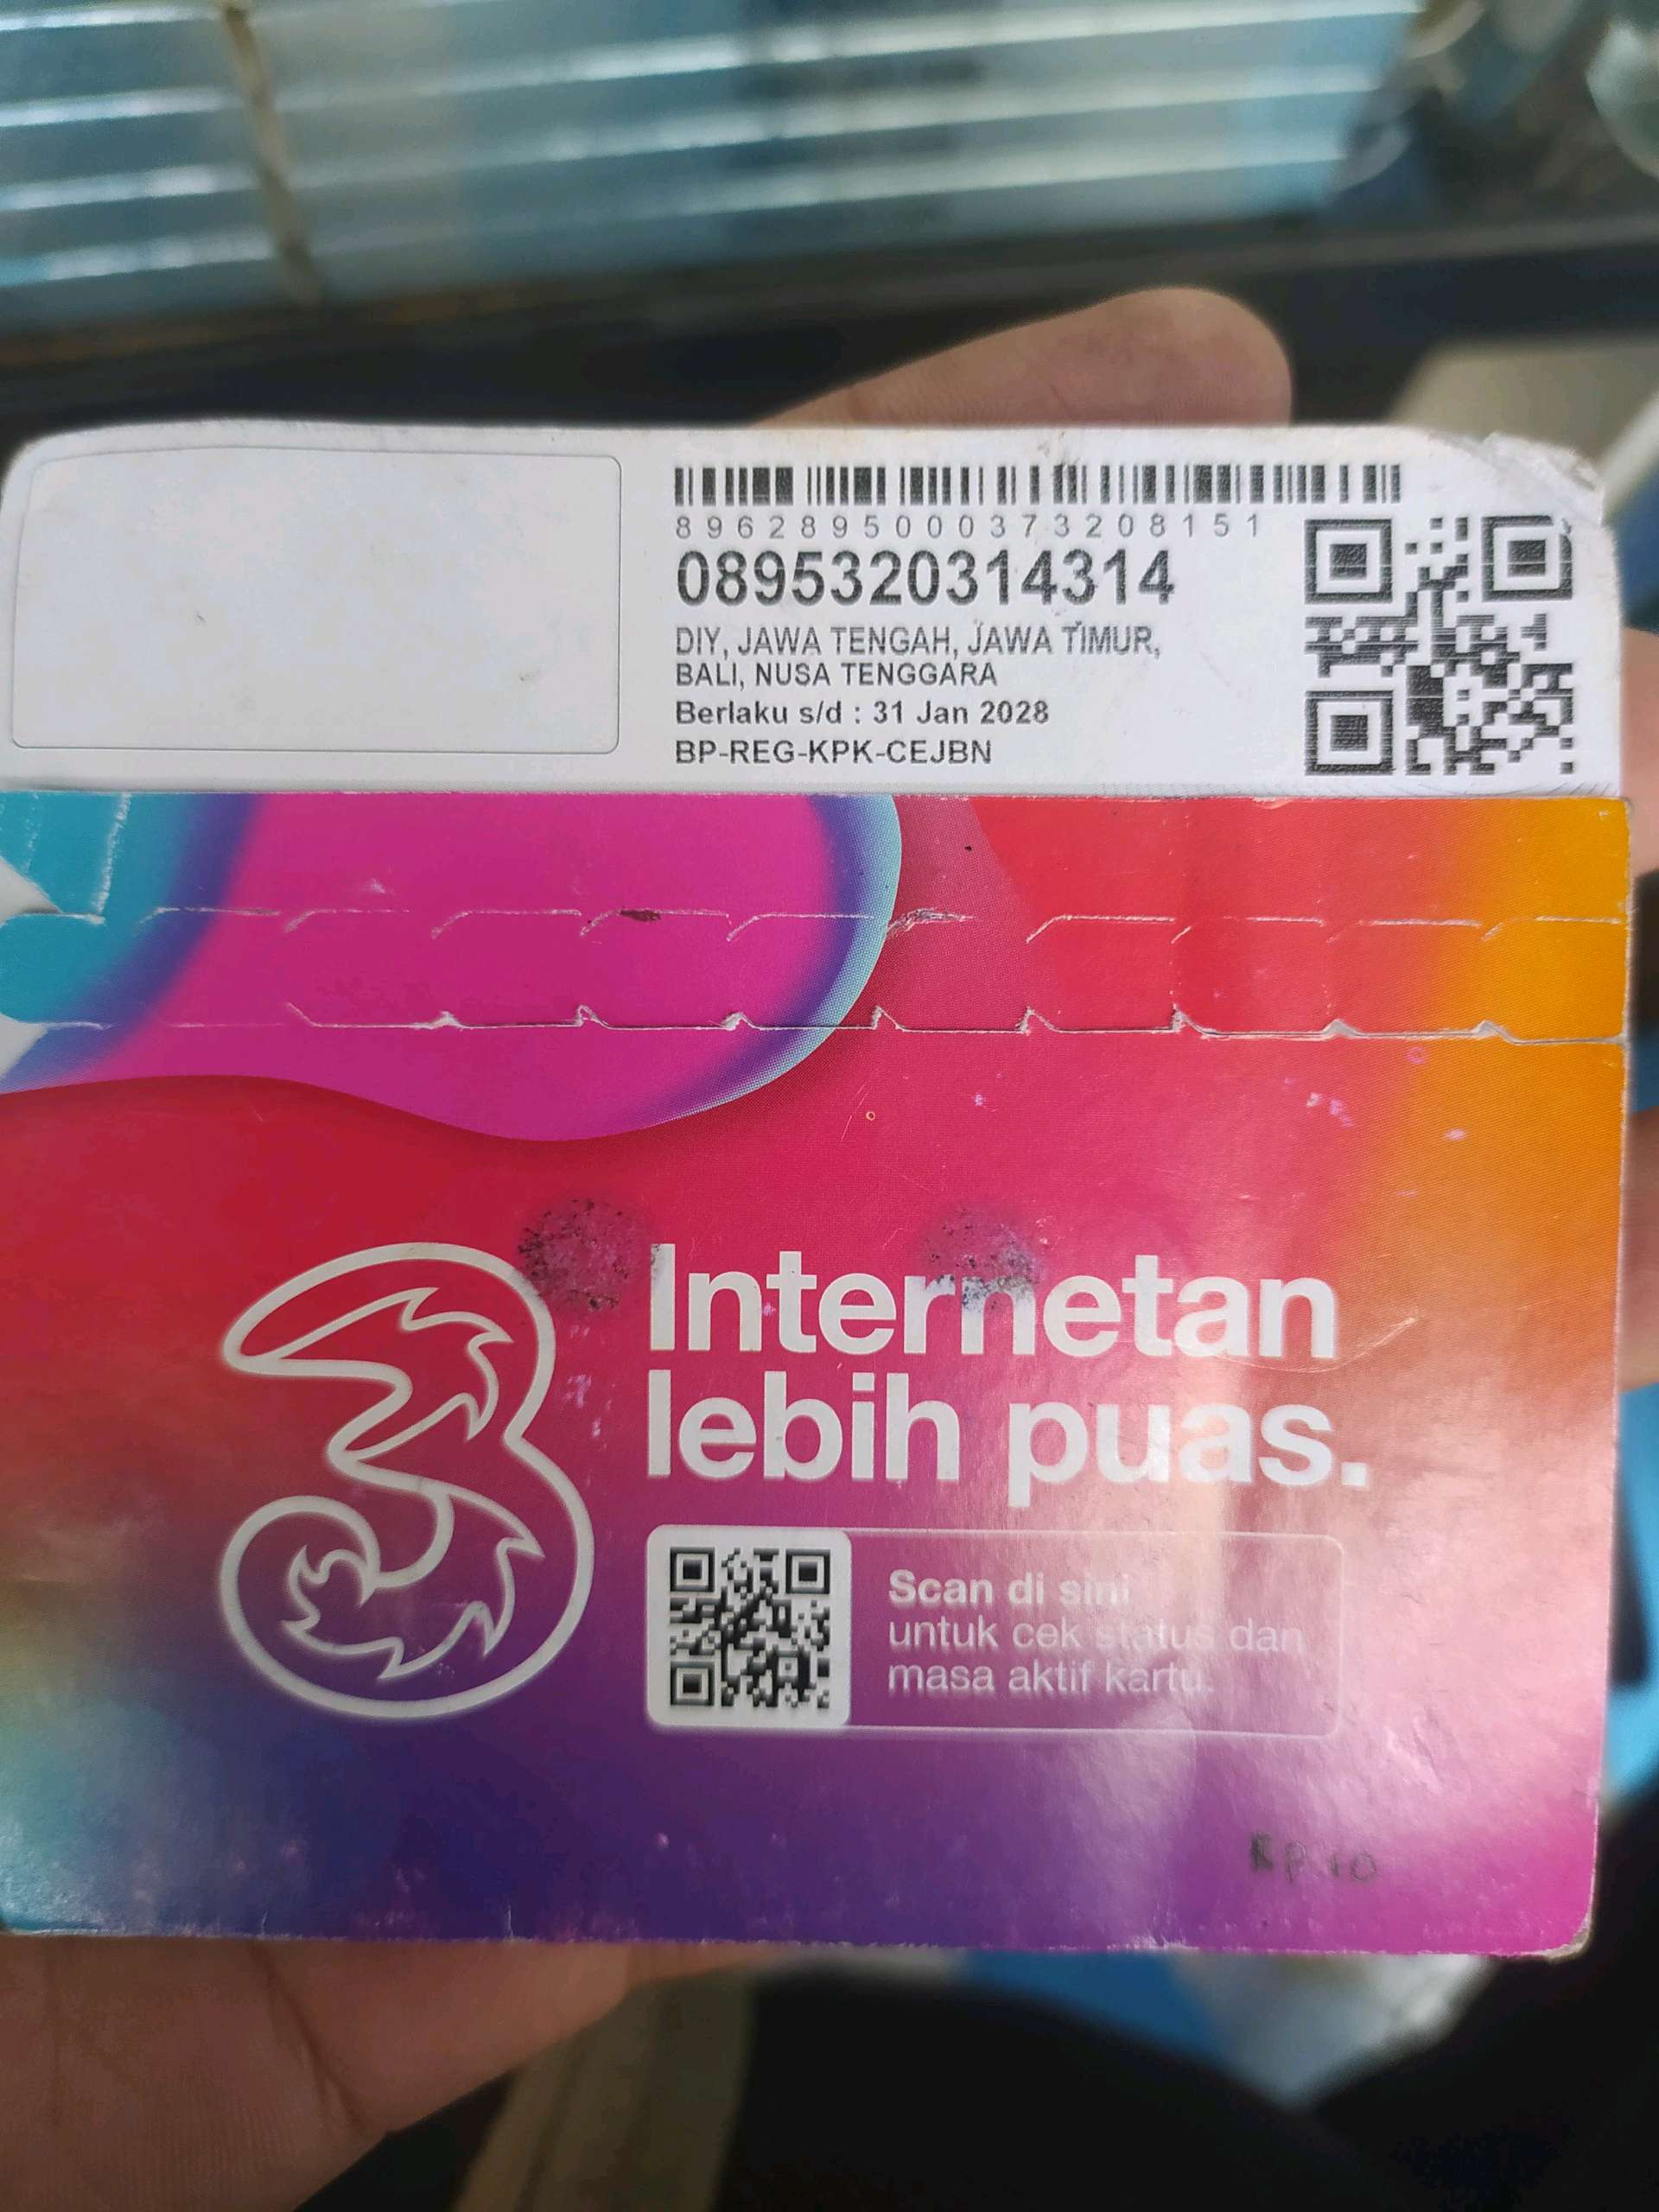 8962895000373208151
0895320314314
DIY, JAWA TENGAH, JAWA TIMUR,
BALI, NUSA TENGGARA
Berlaku s/d : 31 Jan 2028
BP-REG-KPK-CEJBN
3
Internetan
lebih puas.
Scan di sini
untuk cek status dan
masa aktif kartu.